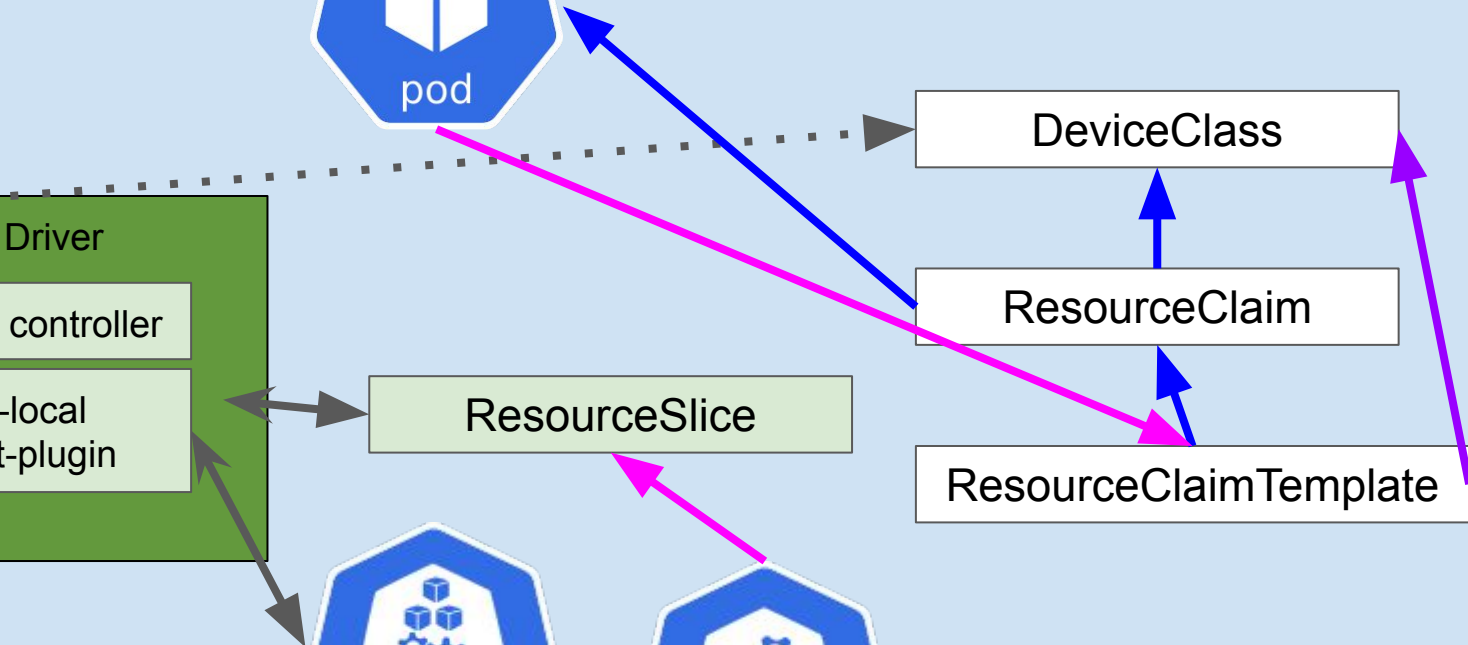 pod
DeviceClass
Driver
controller
ResourceClaim
-local
t-plugin
ResourceSlice
ResourceClaimTemplate